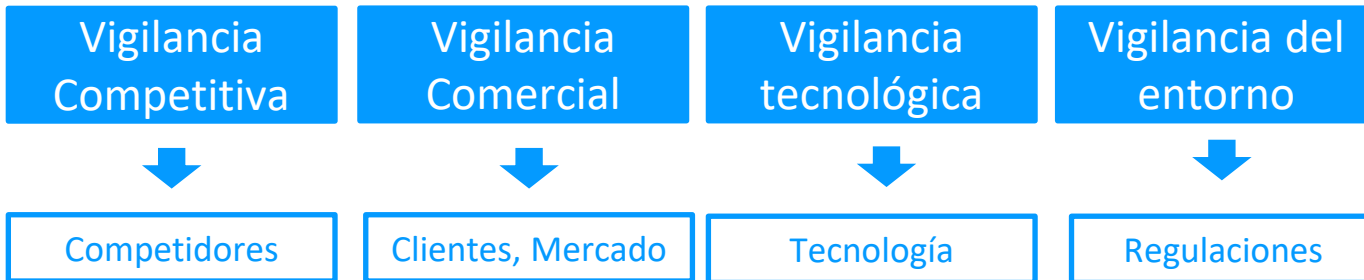 Vigilancia
Competitiva
Vigilancia
Comercial
Vigilancia
tecnológica
Vigilancia del
entorno
Competidores
Clientes, Mercado
Tecnología
Regulaciones